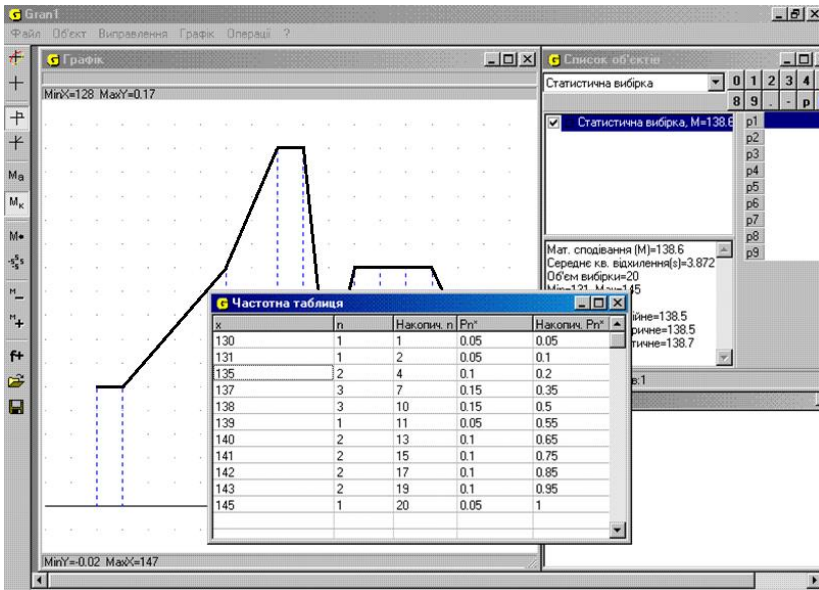 Gran1
Файл Об'єкт Виправлення Графік Операції ?
Графік
MinX=128 MaxY=0.17
MinY=-0.02 MaxX=147
Список об'єктів
Статистична вибірка
0 1 2 3 4
8 9 . - p
Статистична вибірка, M=138.6
p1
p2
p3
p4
p5
p6
p7
p8
p9
Мат. сподівання (M)=138.6
Середнє кв. відхилення(s)=3.872
Об'єм вибірки=20
=138.5
=138.5
=138.7
Частотна таблиця
x n Накопич. n Pn* Накопич. Pn*
130 1 1 0.05 0.05
131 1 2 0.05 0.1
135 2 4 0.1 0.2
137 3 7 0.15 0.35
138 3 10 0.15 0.5
139 1 11 0.05 0.55
140 2 13 0.1 0.65
141 2 15 0.1 0.75
142 2 17 0.1 0.85
143 2 19 0.1 0.95
145 1 20 0.05 1